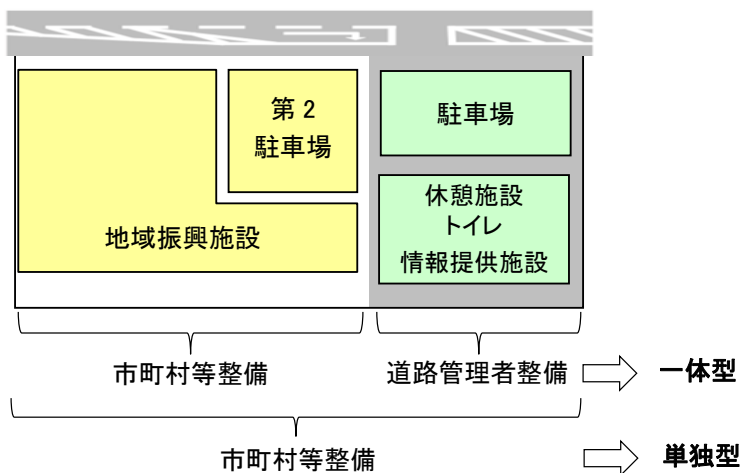 第2
駐車場
地域振興施設
駐車場
休憩施設
トイレ
情報提供施設
市町村等整備
道路管理者整備
一体型
市町村等整備
単独型